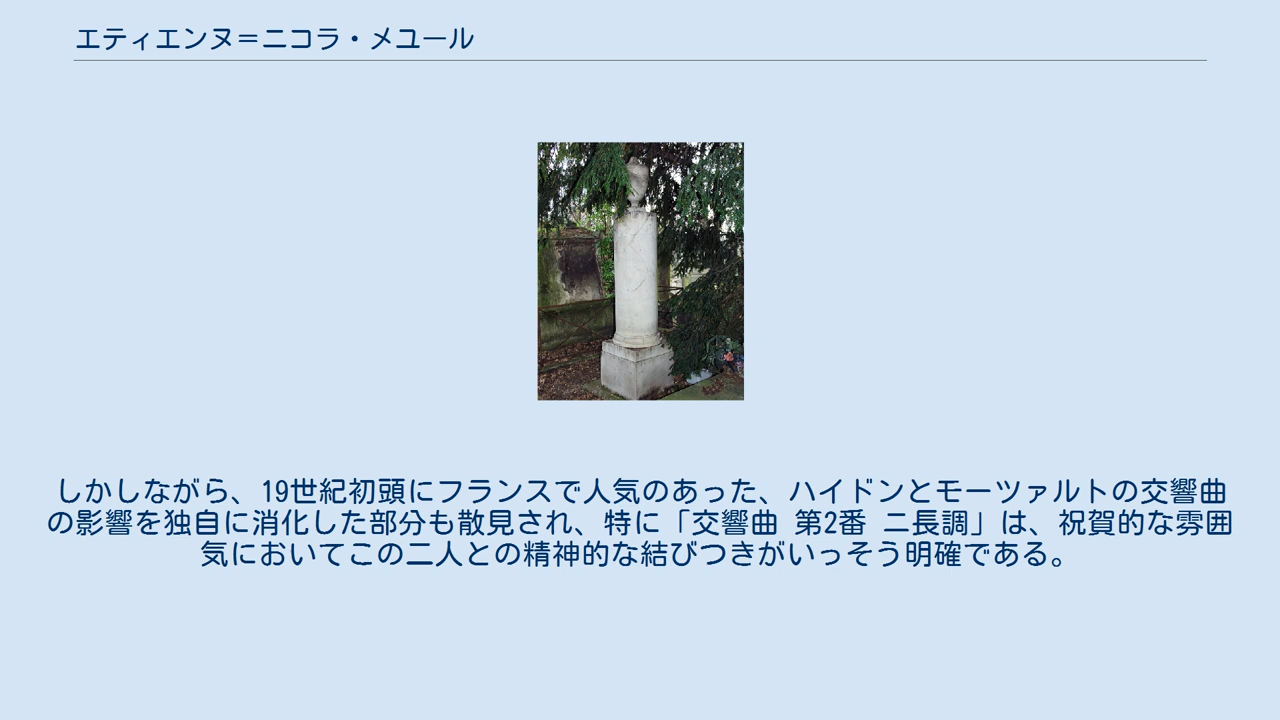 エティエンヌ＝ニコラ・メユール
しかしながら、19世紀初頭にフランスで人気のあった、ハイドンとモーツァルトの交響曲
の影響を独自に消化した部分も散見され、特に「交響曲 第2番 ニ長調」は、祝賀的な雰囲
気においてこの二人との精神的な結びつきがいっそう明確である。